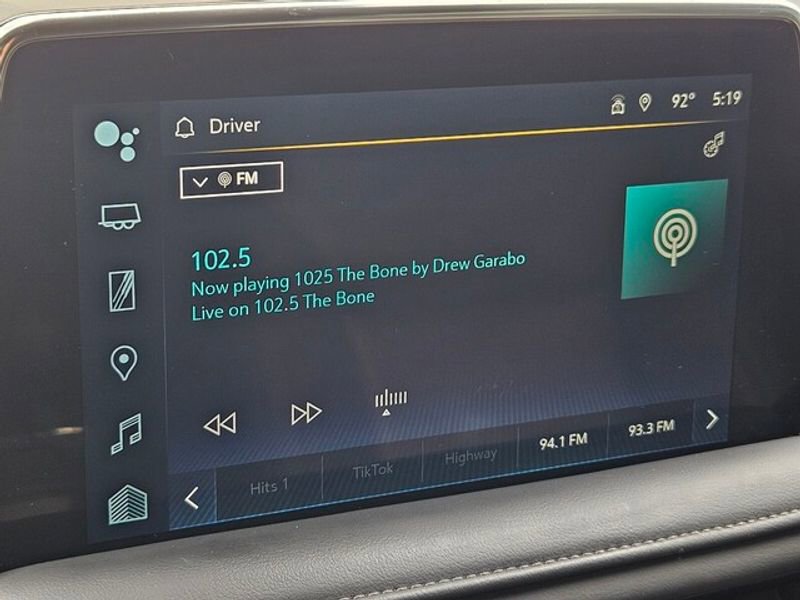 Driver
92° 5:19
FM
102.5
Now playing 1025 The Bone by Drew Garabo
Live on 102.5 The Bone
Hits 1
TikTok
Highway
94.1 FM
93.3 FM